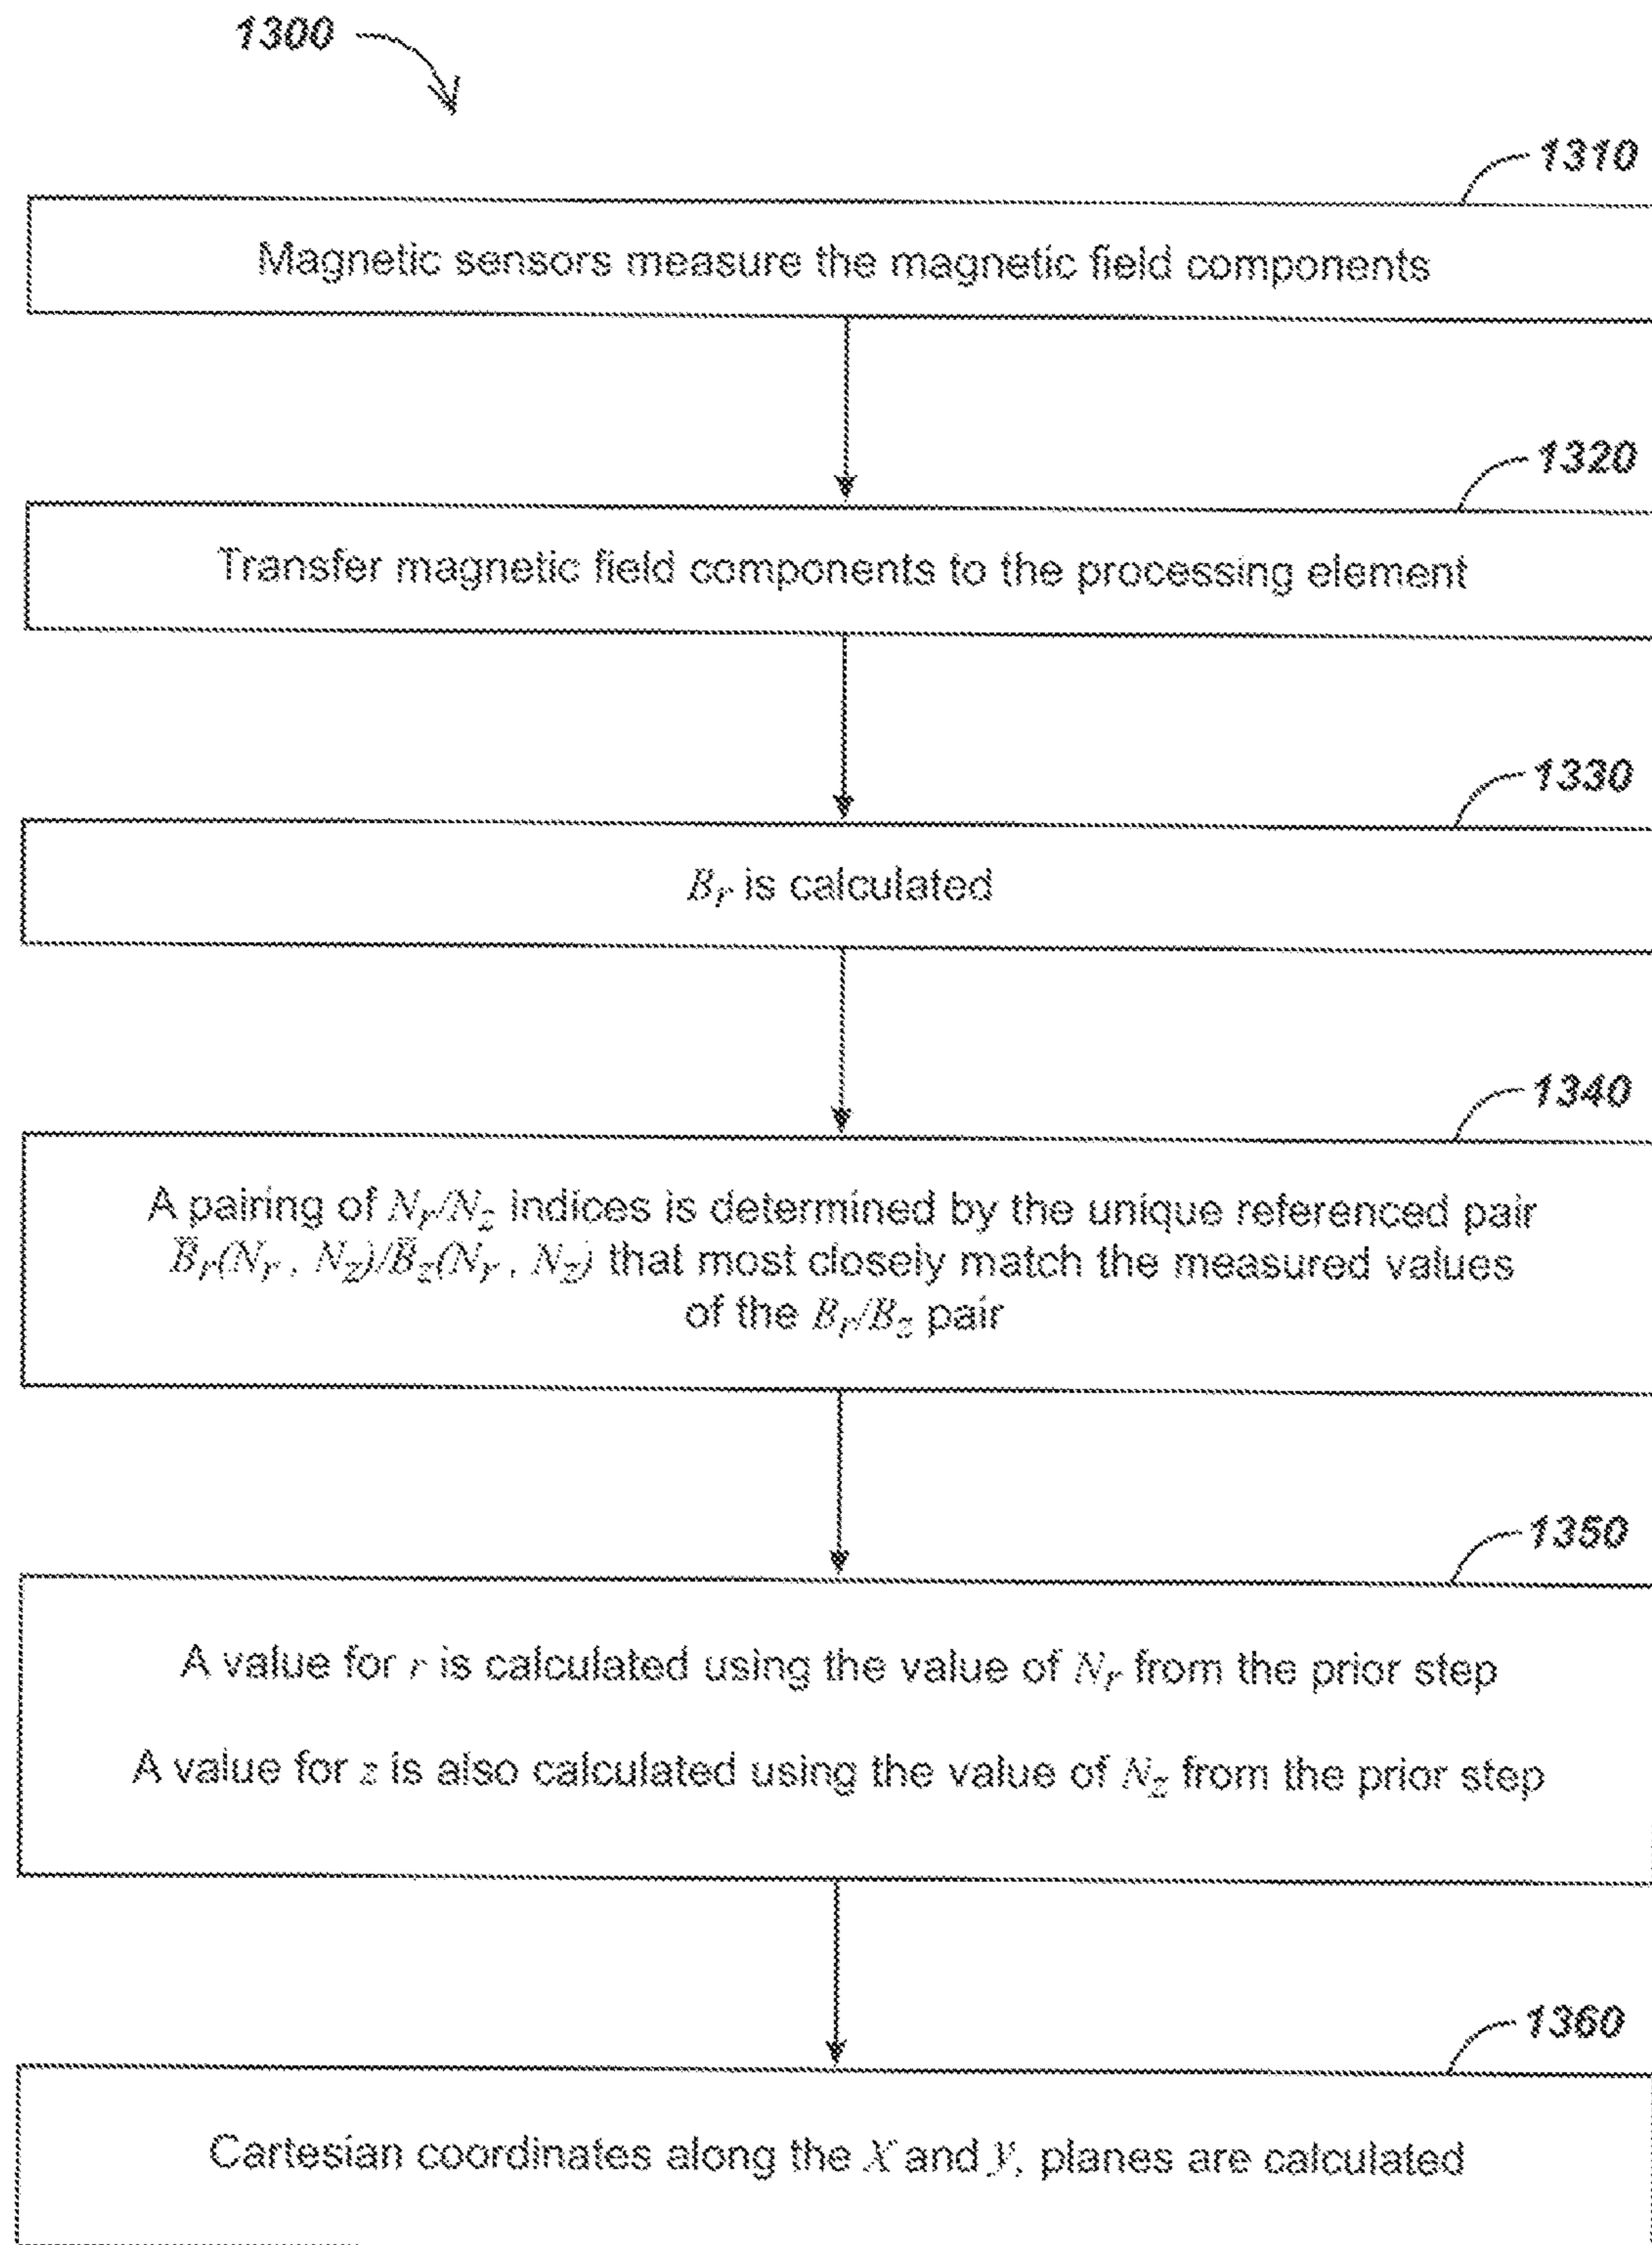 1300
1310
Magnetic sensors measure the magnetic field components
1320
Transfer magnetic field components to the processing element
1330
Br is calculated
1340
A pairing of Nr/Nz indices is determined by the unique referenced pair
B̄r(Nr, Nz)/B̄z(Nr, Nz) that most closely match the measured values
of the Br/Bz pair
1350
A value for r is calculated using the value of Nr from the prior step
A value for z is also calculated using the value of Nz from the prior step
1360
Cartesian coordinates along the X and Y, planes are calculated